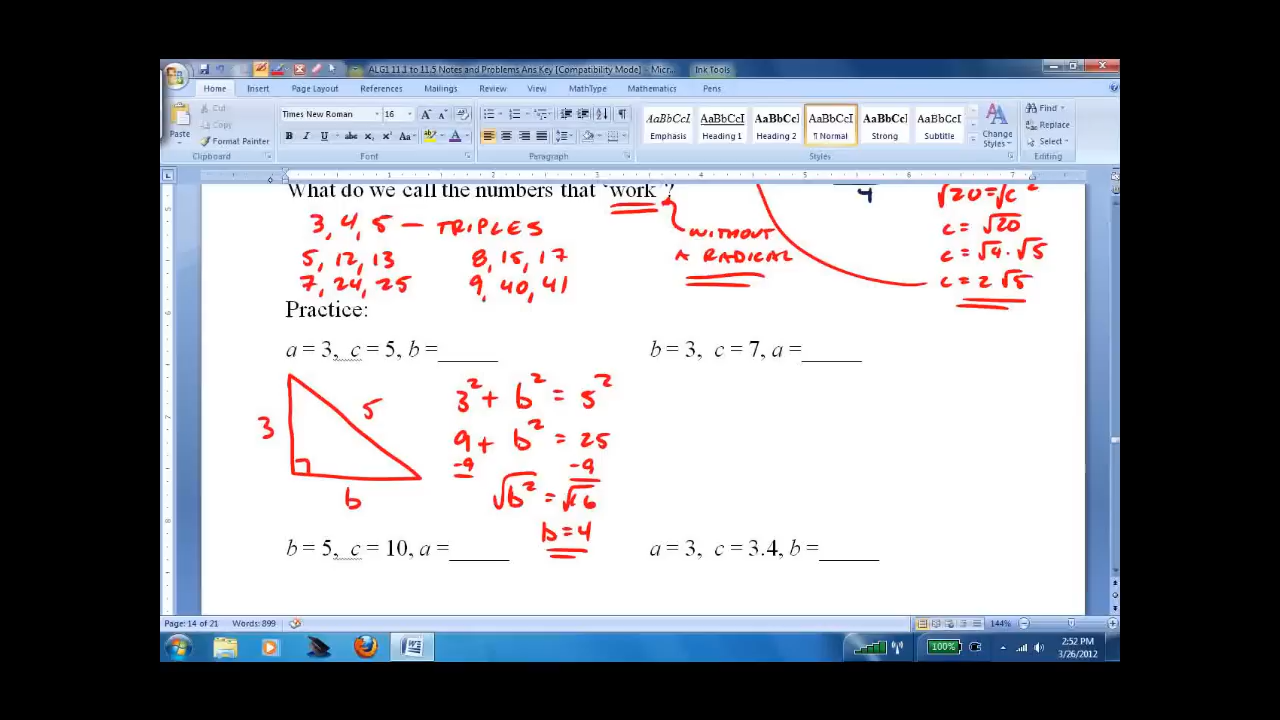 ALG1 11.1 to 11.5 Notes and Problems Ans Key [Compatibility Mode] - Micr...
Ink Tools
Home Insert Page Layout References Mailings Review View MathType Mathematics Pens
Paste
Cut
Copy
Format Painter
Clipboard
Times New Roman 16
Font
Paragraph
AaBbCcI AaBbCcI AaBbCcI AaBbCcI AaBbCcI AaBbCcI
Emphasis Heading 1 Heading 2 ¶ Normal Strong Subtitle
Styles
Change Styles
Find
Replace
Select
Editing
What do we call the numbers that "work"?
3, 4, 5 — TRIPLES
5, 12, 13 8, 15, 17
7, 24, 25 9, 40, 41
WITHOUT
A RADICAL
4
√20 = √c²
c = √20
c = √4 · √5
c = 2√5
Practice:
a = 3, c = 5, b =______
b = 3, c = 7, a =______
3
5
b
3² + b² = 5²
9 + b² = 25
-9 -9
√b² = √16
b = 4
b = 5, c = 10, a =______
a = 3, c = 3.4, b =______
Page: 14 of 21 Words: 899
144%
100%
2:52 PM
3/26/2012